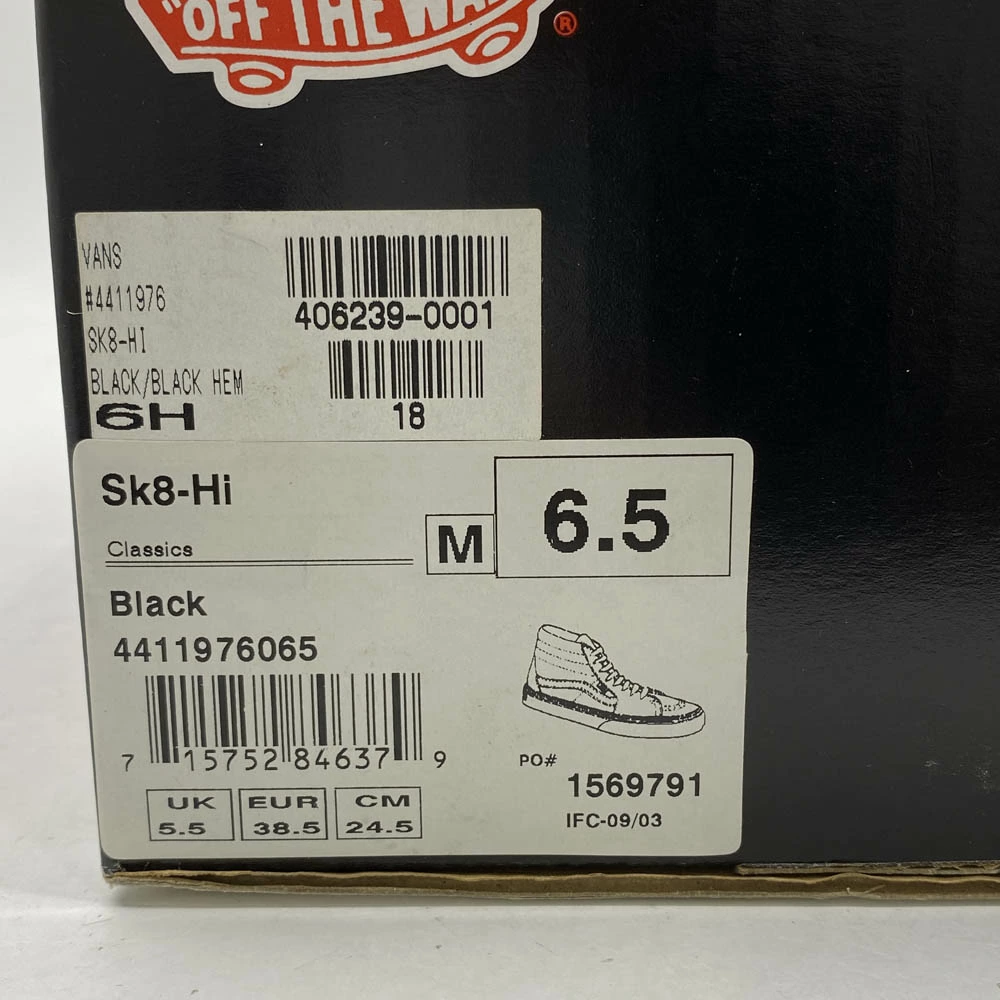 "OFF THE WALL"
®
VANS
#4411976
SK8-HI
BLACK/BLACK HEM
6H
406239-0001
18
Sk8-Hi
Classics
M
6.5
Black
4411976065
7 15752 84637 9
PO#
1569791
IFC-09/03
UK
5.5
EUR
38.5
CM
24.5